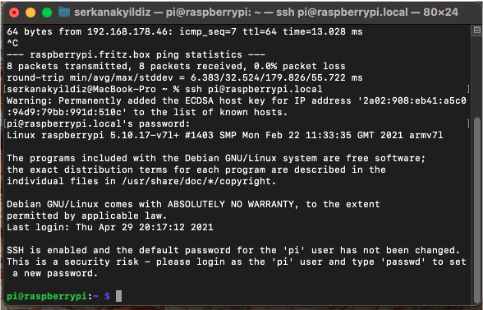 serkanakyildiz — pi@raspberrypi: ~ — ssh pi@raspberrypi.local — 80×24
64 bytes from 192.168.178.46: icmp_seq=7 ttl=64 time=13.028 ms
^C
--- raspberrypi.fritz.box ping statistics ---
8 packets transmitted, 8 packets received, 0.0% packet loss
round-trip min/avg/max/stddev = 6.383/32.524/179.826/55.722 ms
[serkanakyildiz@MacBook-Pro ~ % ssh pi@raspberrypi.local ]
Warning: Permanently added the ECDSA host key for IP address '2a02:908:eb41:a5c0
:94d9:79bb:991d:510c' to the list of known hosts.
[pi@raspberrypi.local's password: ]
Linux raspberrypi 5.10.17-v7l+ #1403 SMP Mon Feb 22 11:33:35 GMT 2021 armv7l
The programs included with the Debian GNU/Linux system are free software;
the exact distribution terms for each program are described in the
individual files in /usr/share/doc/*/copyright.
Debian GNU/Linux comes with ABSOLUTELY NO WARRANTY, to the extent
permitted by applicable law.
Last login: Thu Apr 29 20:17:12 2021
SSH is enabled and the default password for the 'pi' user has not been changed.
This is a security risk - please login as the 'pi' user and type 'passwd' to set
a new password.
pi@raspberrypi:~ $